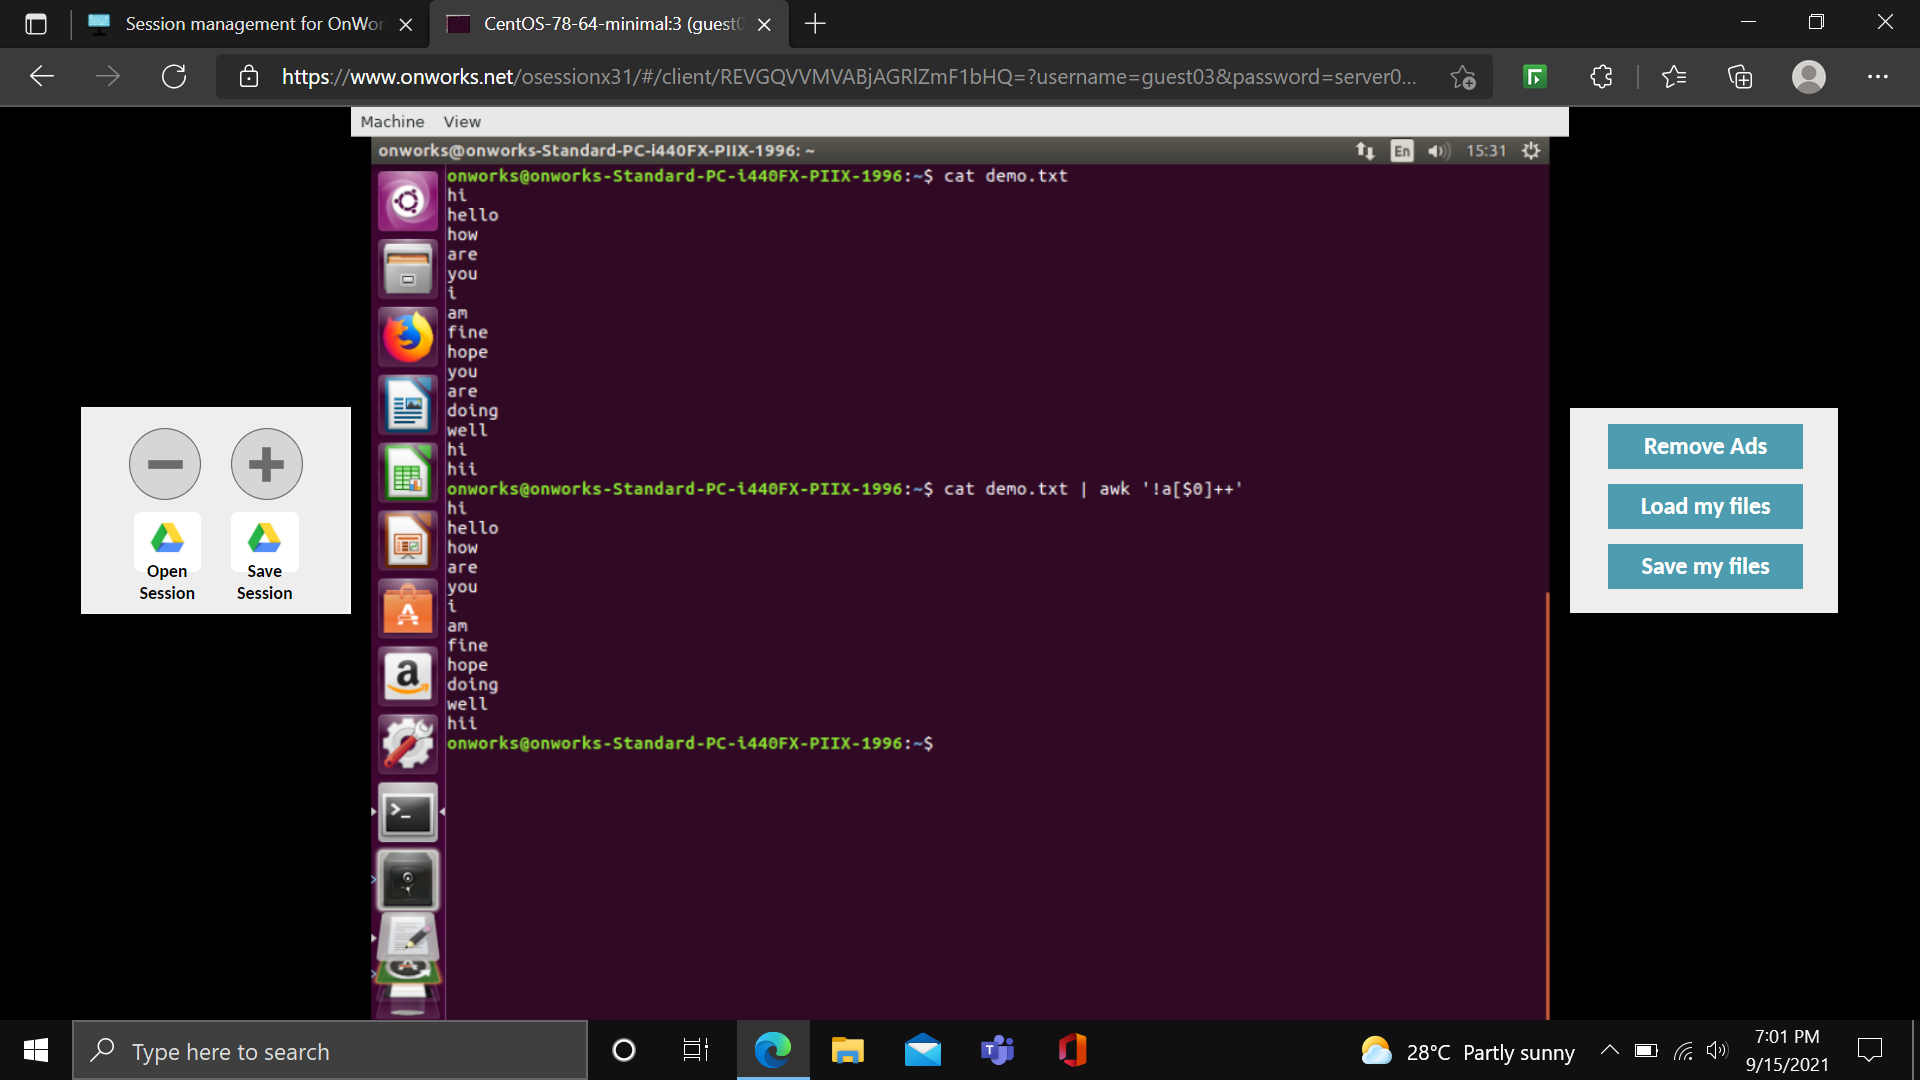 Session management for OnWor
CentOS-78-64-minimal:3 (guest0
https://www.onworks.net/osessionx31/#/client/REVGQVVMVABjAGRlZmF1bHQ=?username=guest03&password=server0...
Machine View
onworks@onworks-Standard-PC-i440FX-PIIX-1996: ~
En 15:31
onworks@onworks-Standard-PC-i440FX-PIIX-1996:~$ cat demo.txt
hi
hello
how
are
you
i
am
fine
hope
you
are
doing
well
hi
hii
onworks@onworks-Standard-PC-i440FX-PIIX-1996:~$ cat demo.txt | awk '!a[$0]++'
hi
hello
how
are
you
i
am
fine
hope
doing
well
hii
onworks@onworks-Standard-PC-i440FX-PIIX-1996:~$
Open Session
Save Session
Remove Ads
Load my files
Save my files
Type here to search
28°C Partly sunny
7:01 PM
9/15/2021